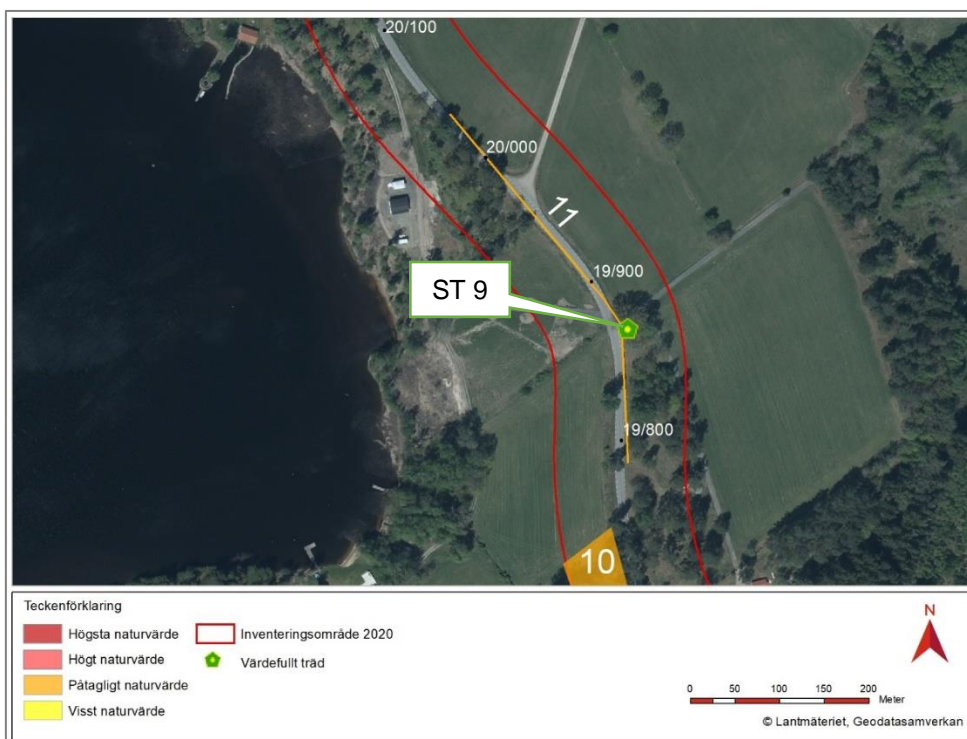 20/100
20/000
11
19/900
ST 9
19/800
10
Teckenförklaring
Högsta naturvärde
Högt naturvärde
Påtagligt naturvärde
Visst naturvärde
Inventeringsområde 2020
Värdefullt träd
N
0 50 100 150 200
Meter
© Lantmäteriet, Geodatasamverkan